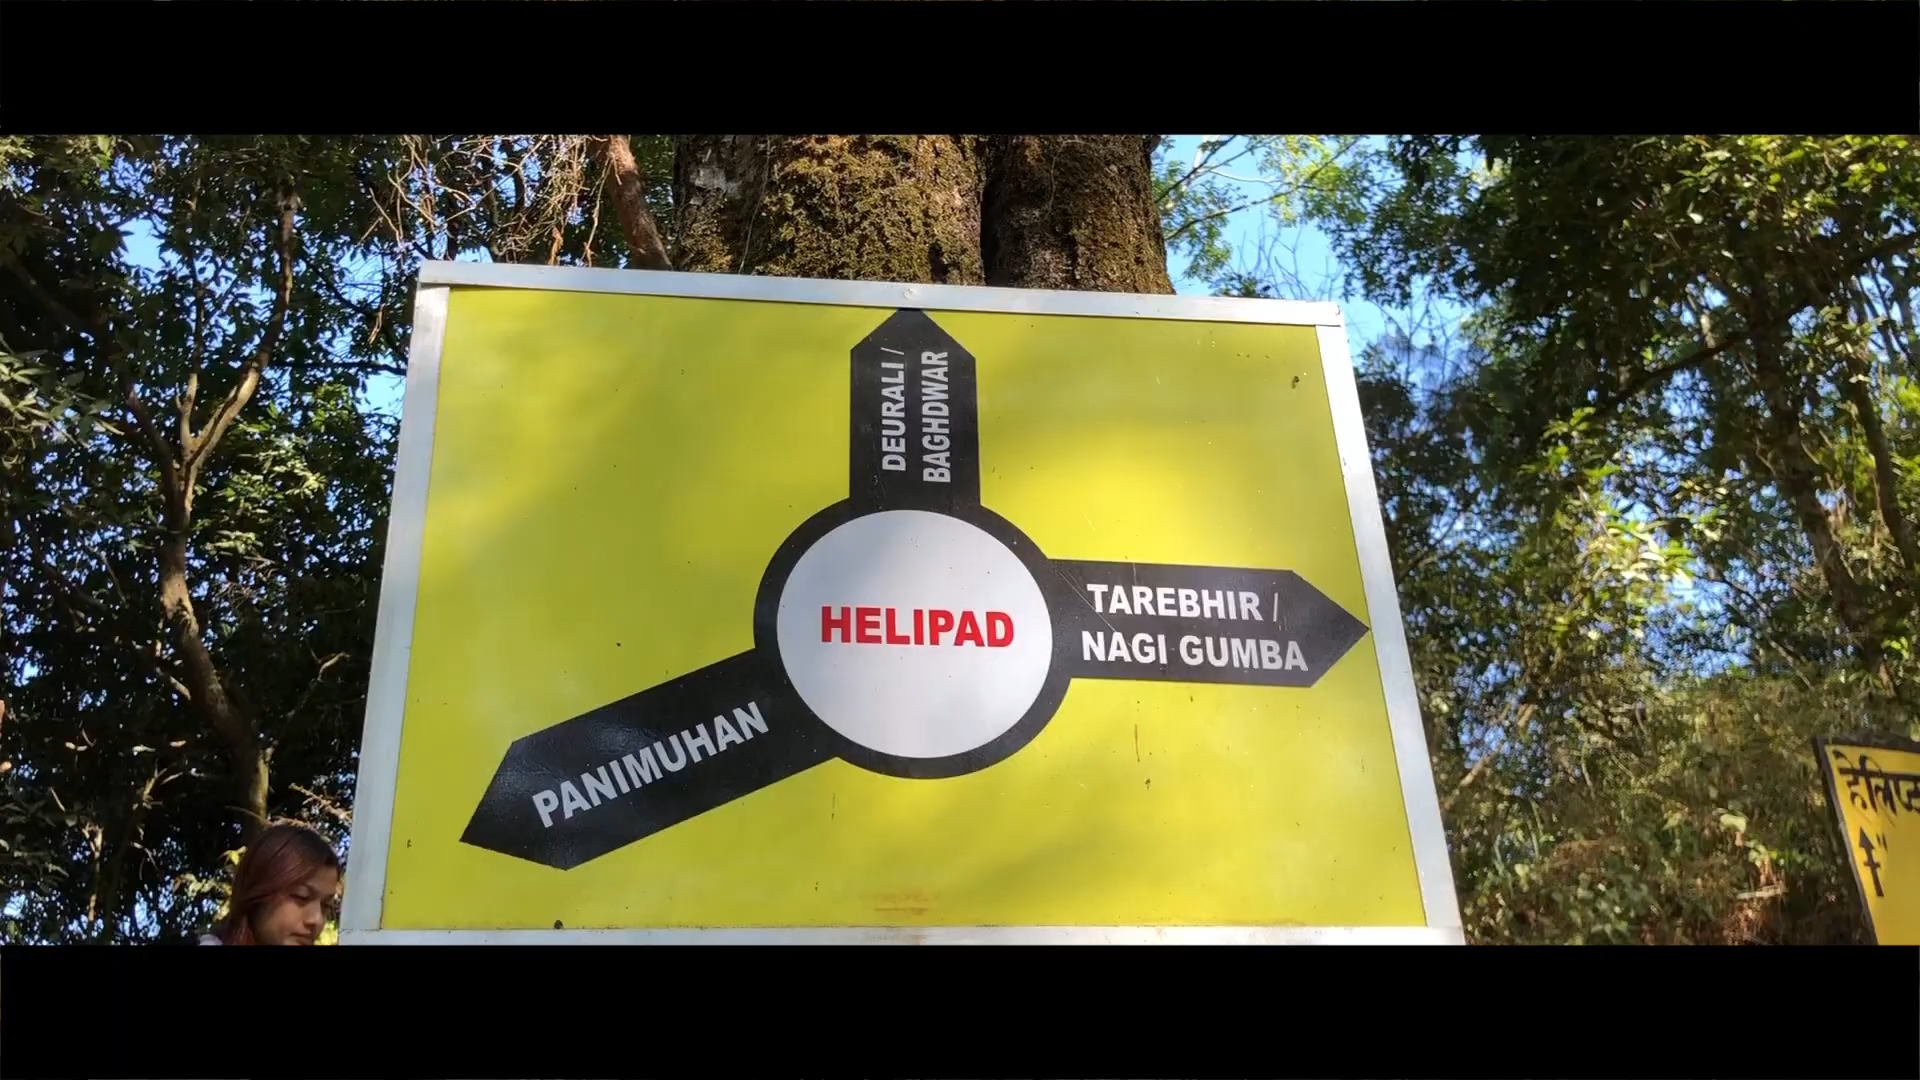 DEURALI /
BAGHDWAR
HELIPAD
TAREBHIR /
NAGI GUMBA
PANIMUHAN